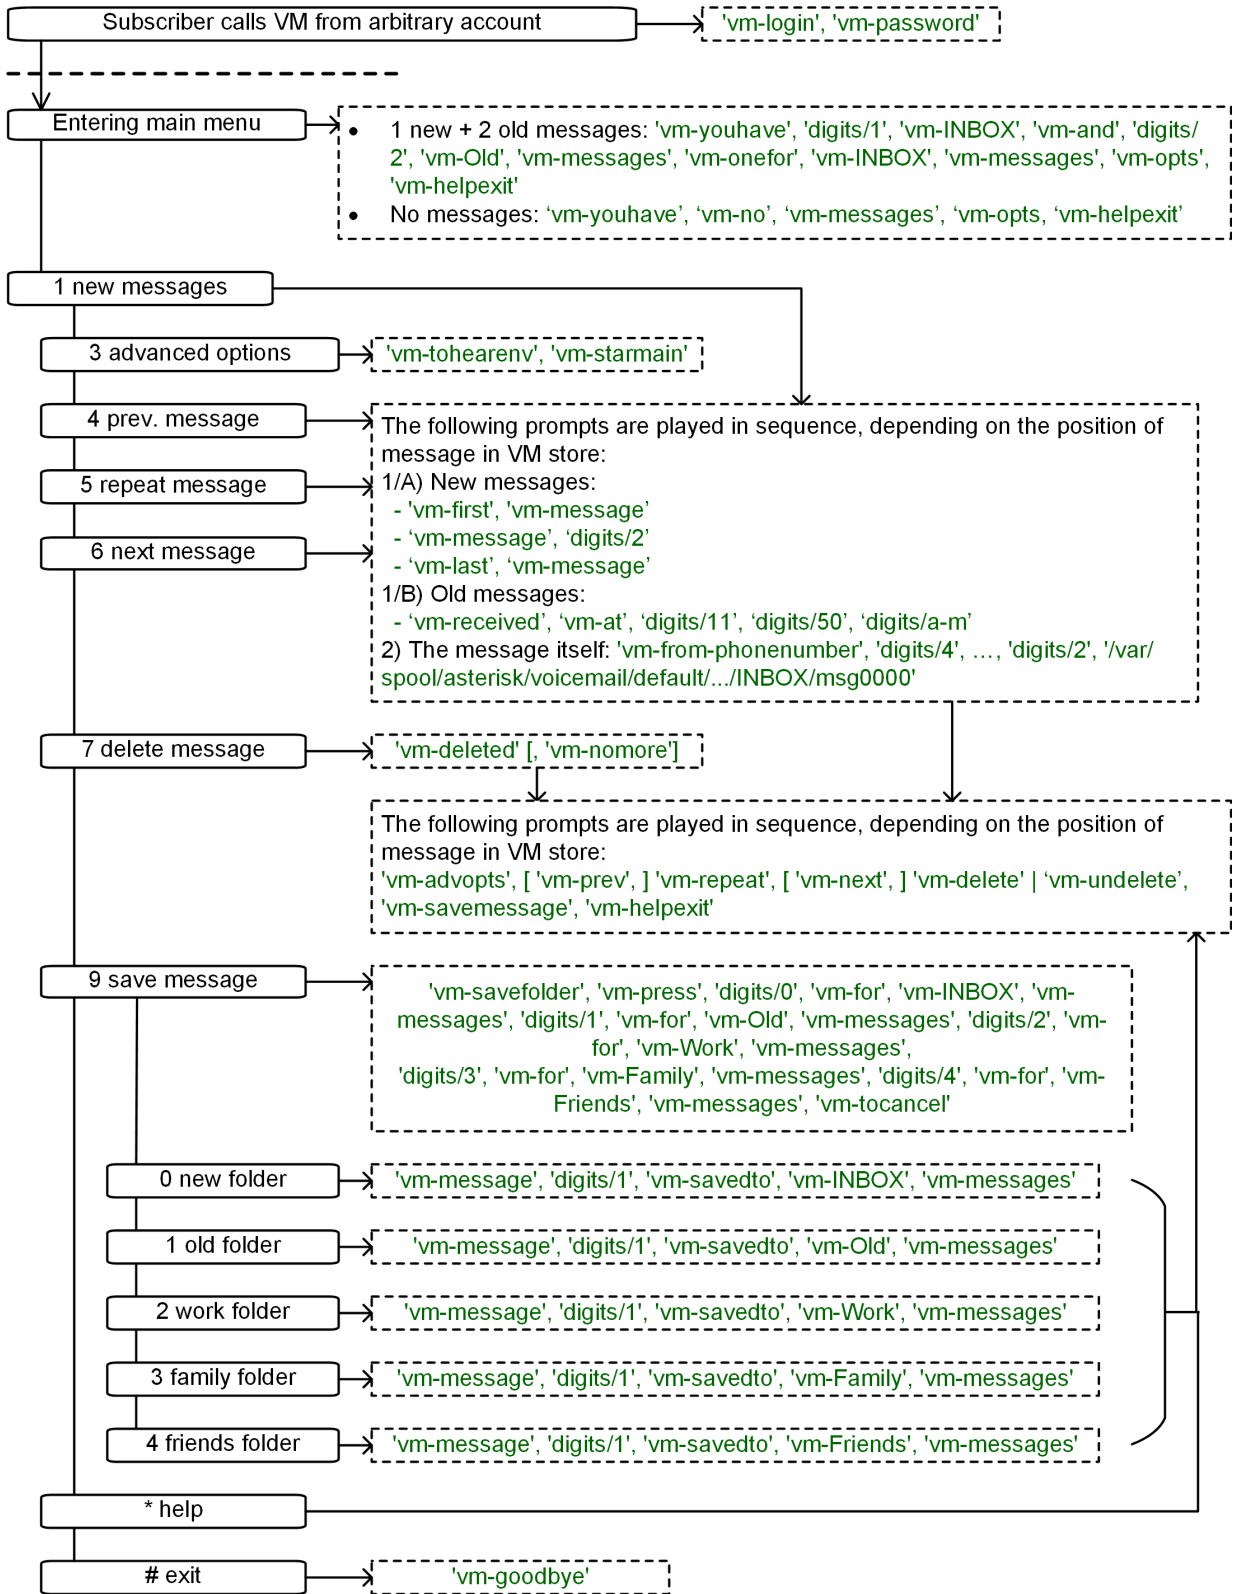 Subscriber calls VM from arbitrary account
'vm-login', 'vm-password'
Entering main menu
• 1 new + 2 old messages: 'vm-youhave', 'digits/1', 'vm-INBOX', 'vm-and', 'digits/
2', 'vm-Old', 'vm-messages', 'vm-onefor', 'vm-INBOX', 'vm-messages', 'vm-opts',
'vm-helpexit'
• No messages: ‘vm-youhave’, ‘vm-no’, ‘vm-messages’, ‘vm-opts, ‘vm-helpexit’
1 new messages
3 advanced options
'vm-tohearenv', 'vm-starmain'
4 prev. message
5 repeat message
6 next message
The following prompts are played in sequence, depending on the position of
message in VM store:
1/A) New messages:
- 'vm-first', 'vm-message’
- ‘vm-message’, ‘digits/2’
- ‘vm-last’, ‘vm-message’
1/B) Old messages:
- ‘vm-received’, ‘vm-at’, ‘digits/11’, ‘digits/50’, ‘digits/a-m’
2) The message itself: 'vm-from-phonenumber', 'digits/4', …, 'digits/2', '/var/
spool/asterisk/voicemail/default/.../INBOX/msg0000'
7 delete message
'vm-deleted' [, 'vm-nomore']
The following prompts are played in sequence, depending on the position of
message in VM store:
'vm-advopts', [ 'vm-prev', ] 'vm-repeat', [ 'vm-next', ] 'vm-delete' | ‘vm-undelete’,
'vm-savemessage', 'vm-helpexit'
9 save message
'vm-savefolder', 'vm-press', 'digits/0', 'vm-for', 'vm-INBOX', 'vm-
messages', 'digits/1', 'vm-for', 'vm-Old', 'vm-messages', 'digits/2', 'vm-
for', 'vm-Work', 'vm-messages',
'digits/3', 'vm-for', 'vm-Family', 'vm-messages', 'digits/4', 'vm-for', 'vm-
Friends', 'vm-messages', 'vm-tocancel'
0 new folder
'vm-message', 'digits/1', 'vm-savedto', 'vm-INBOX', 'vm-messages'
1 old folder
'vm-message', 'digits/1', 'vm-savedto', 'vm-Old', 'vm-messages'
2 work folder
'vm-message', 'digits/1', 'vm-savedto', 'vm-Work', 'vm-messages'
3 family folder
'vm-message', 'digits/1', 'vm-savedto', 'vm-Family', 'vm-messages'
4 friends folder
'vm-message', 'digits/1', 'vm-savedto', 'vm-Friends', 'vm-messages'
* help
# exit
'vm-goodbye'